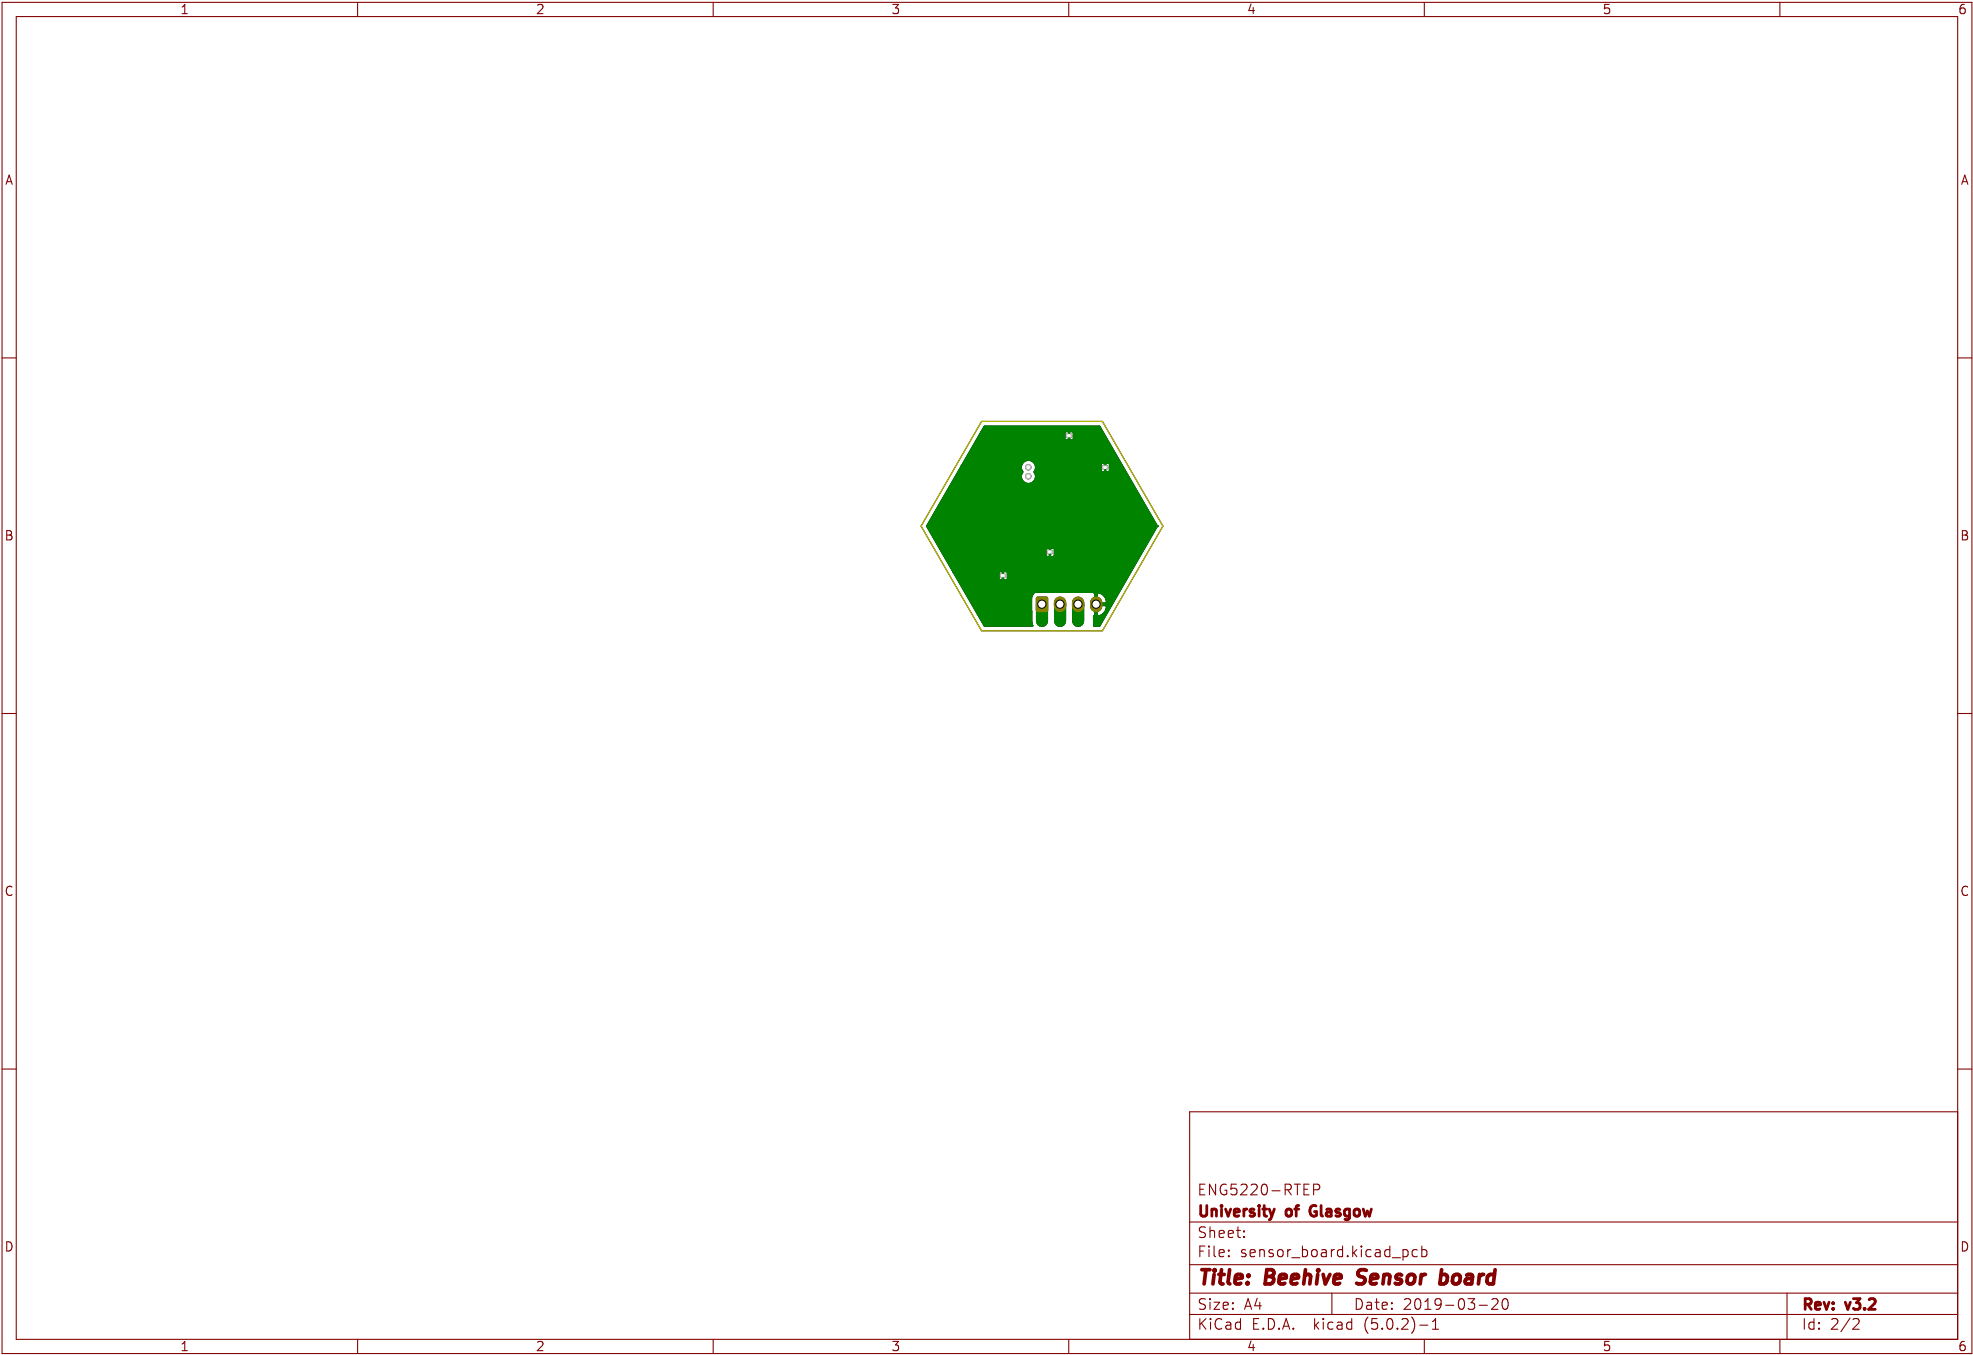 1 2 3 4 5 6
A A
B B
C C
D D
ENG5220-RTEP
University of Glasgow
Sheet:
File: sensor_board.kicad_pcb
Title: Beehive Sensor board
Size: A4 Date: 2019-03-20 Rev: v3.2
KiCad E.D.A. kicad (5.0.2)-1 Id: 2/2
1 2 3 4 5 6